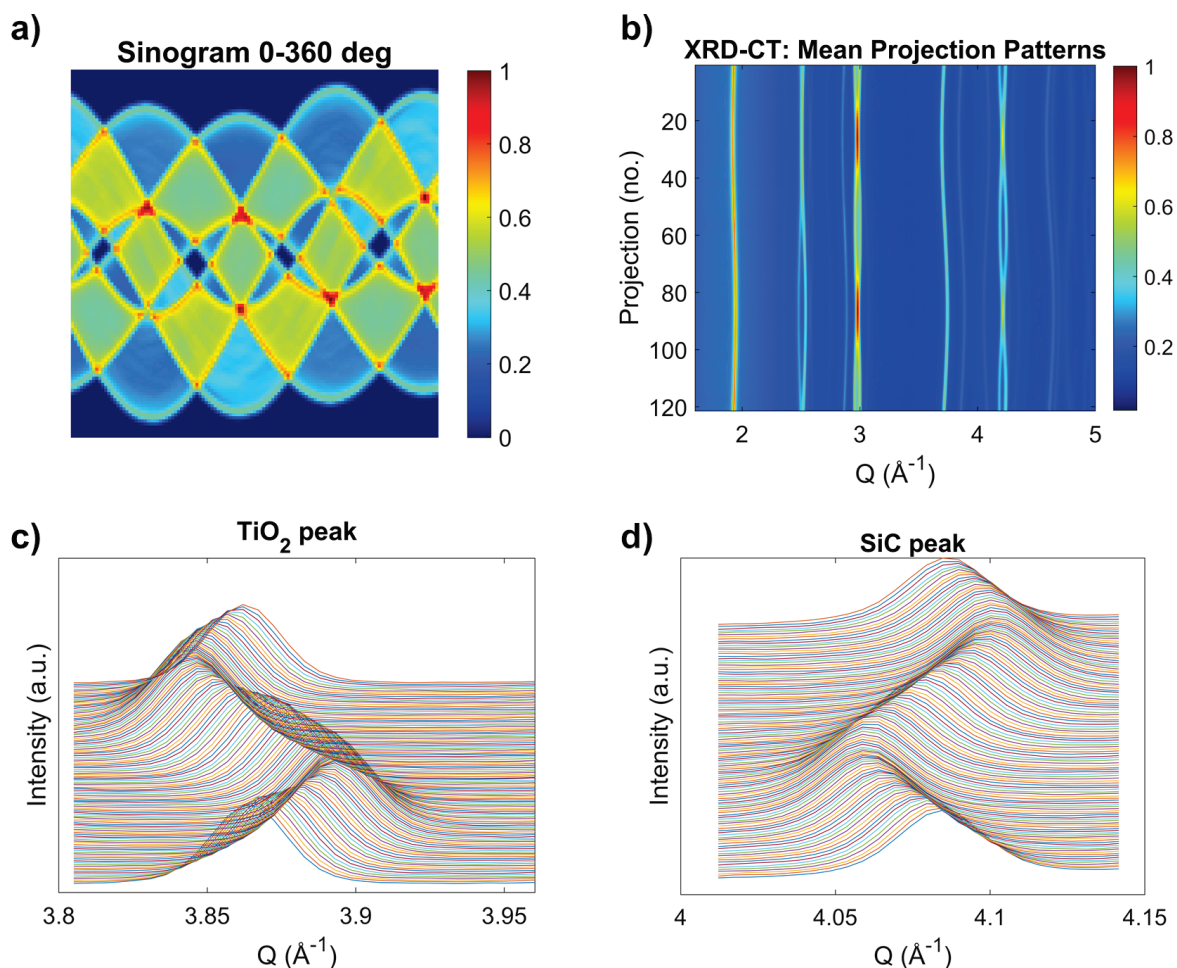 a)
Sinogram 0-360 deg
1
0.8
0.6
0.4
0.2
0
b)
XRD-CT: Mean Projection Patterns
Projection (no.)
20
40
60
80
100
120
2
3
4
5
Q (Å-1)
1
0.8
0.6
0.4
0.2
c)
TiO2 peak
Intensity (a.u.)
3.8
3.85
3.9
3.95
Q (Å-1)
d)
SiC peak
Intensity (a.u.)
4
4.05
4.1
4.15
Q (Å-1)